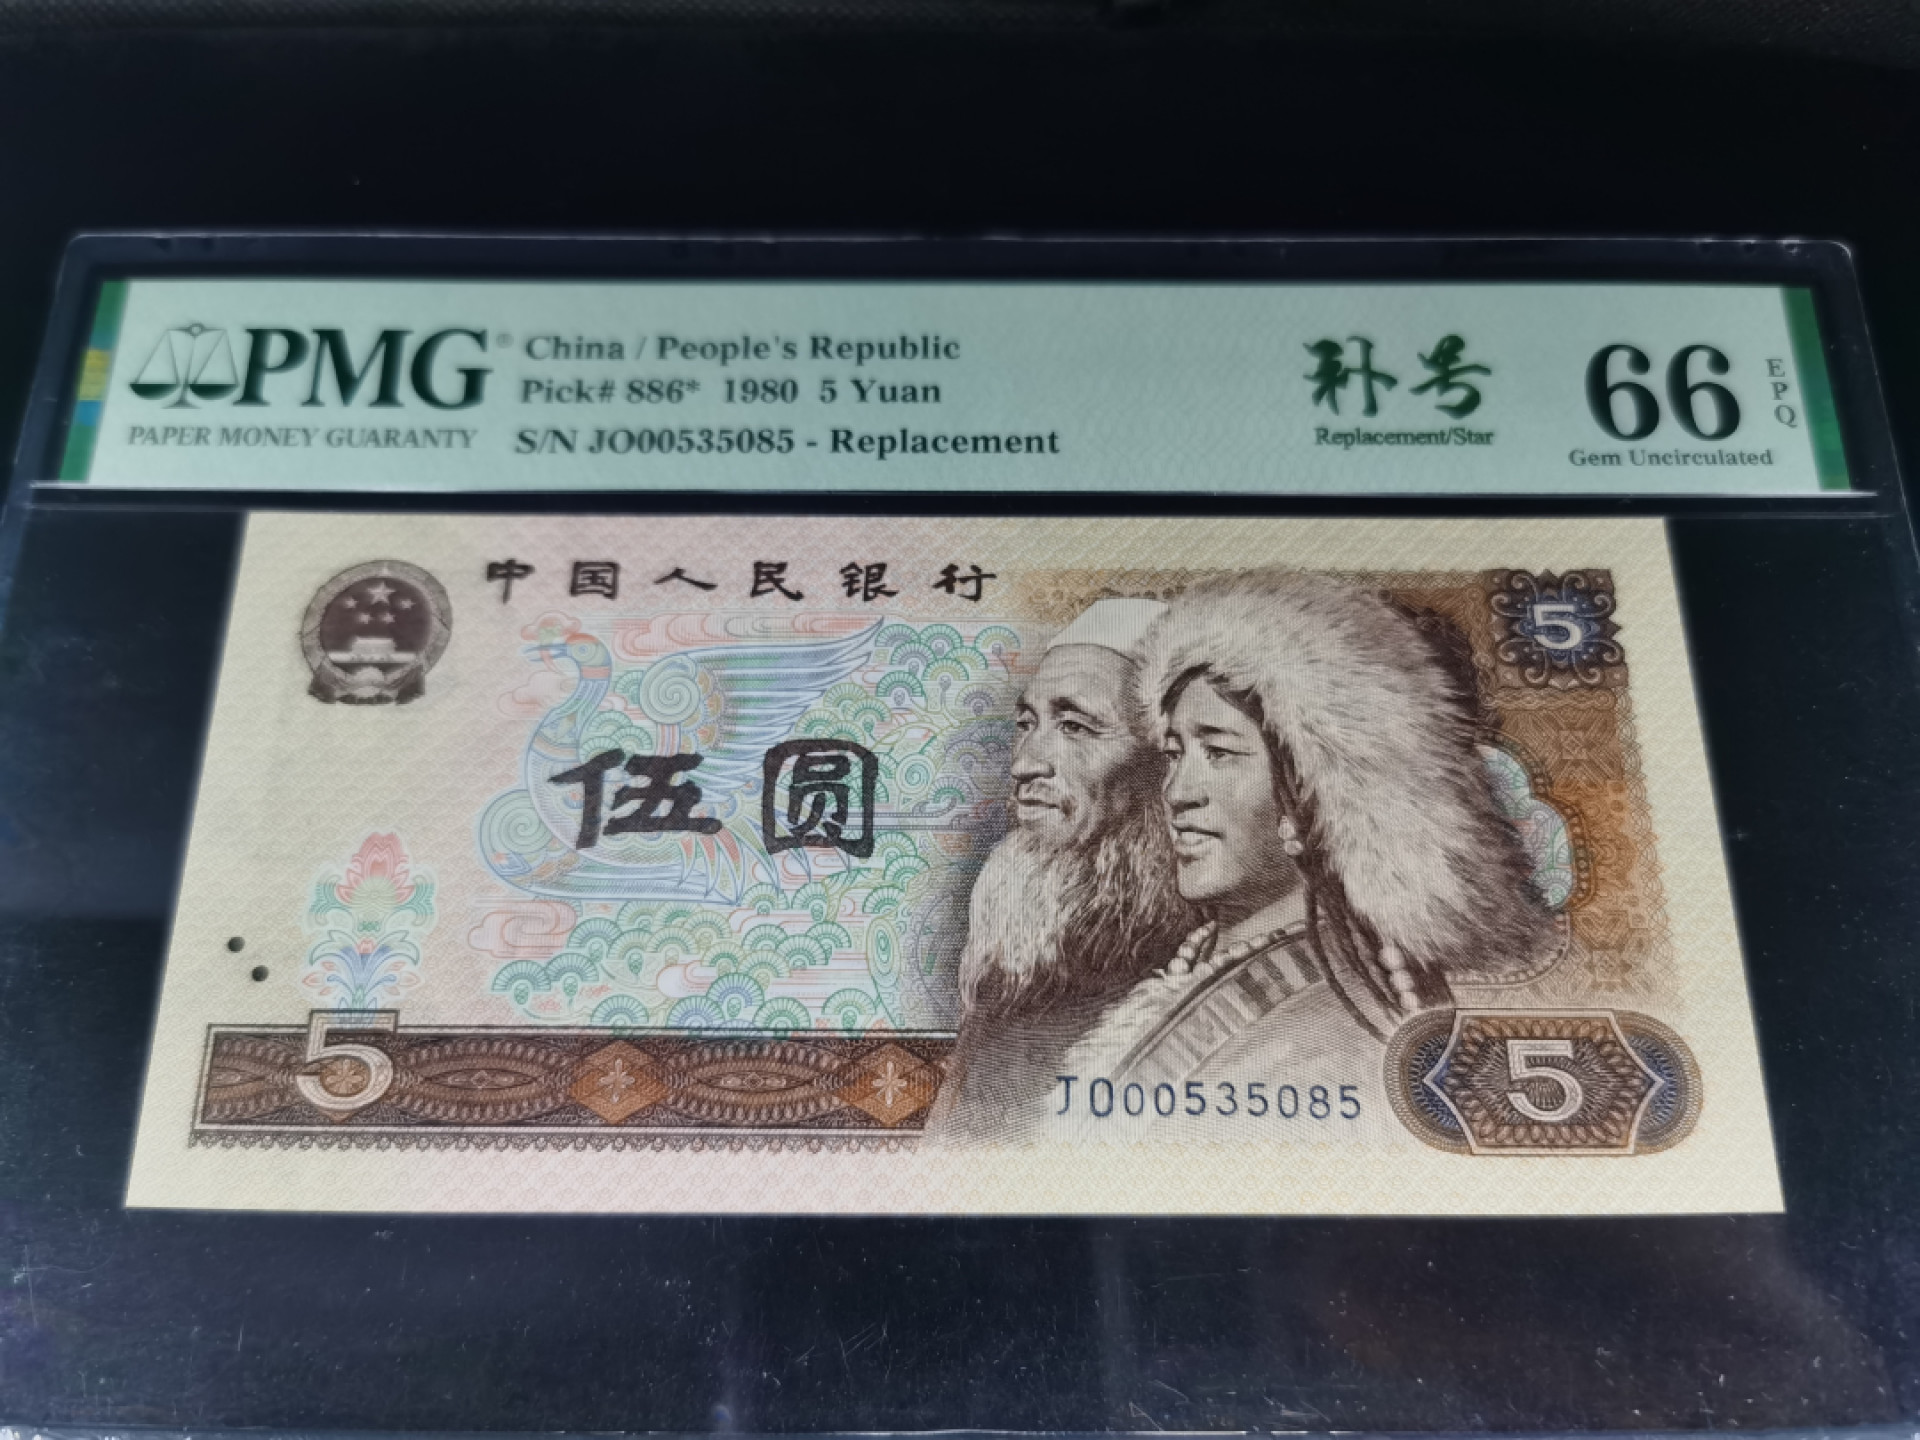 PMG® China / People's Republic
Pick# 886* 1980 5 Yuan
PAPER MONEY GUARANTY
S/N JO00535085 - Replacement
补号
Replacement/Star
66
EPQ
Gem Uncirculated
中国人民银行
5
伍圆
5
JO00535085
5